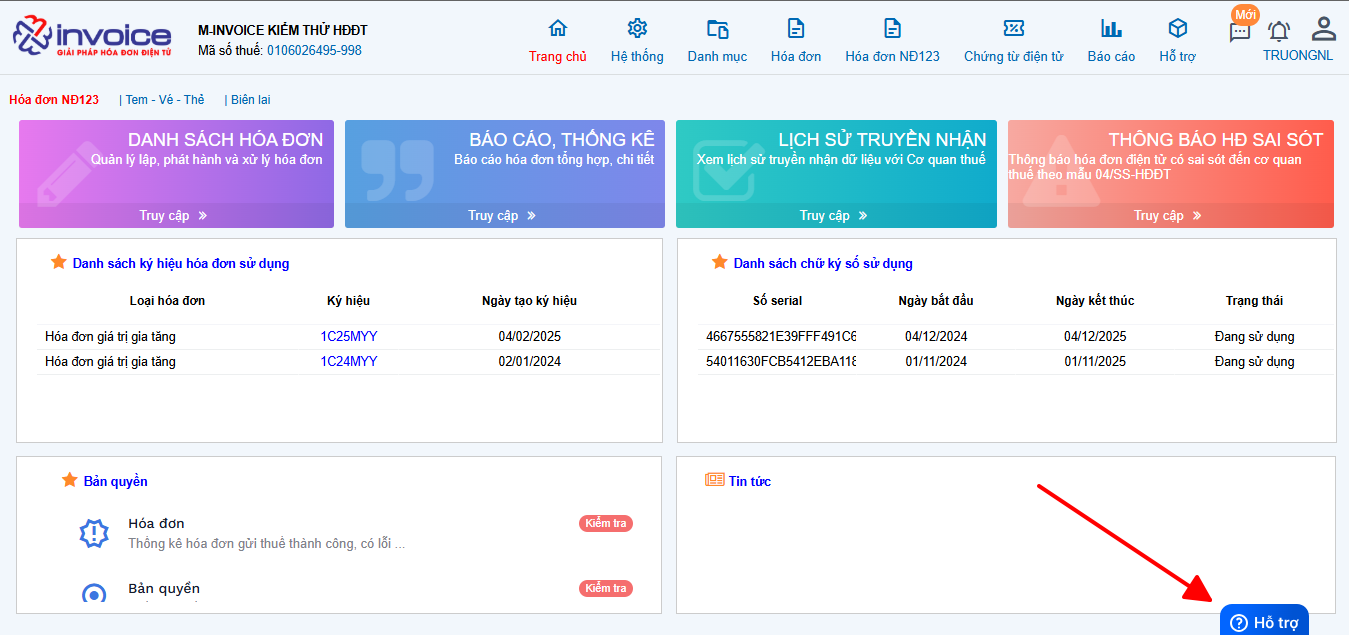 invoice
GIẢI PHÁP HÓA ĐƠN ĐIỆN TỬ
M-INVOICE KIỂM THỬ HĐĐT
Mã số thuế: 0106026495-998
Trang chủ
Hệ thống
Danh mục
Hóa đơn
Hóa đơn NĐ123
Chứng từ điện tử
Báo cáo
Hỗ trợ
Mới
TRUONGNL
Hóa đơn NĐ123 | Tem - Vé - Thẻ | Biên lai
DANH SÁCH HÓA ĐƠN
Quản lý lập, phát hành và xử lý hóa đơn
Truy cập »
BÁO CÁO, THỐNG KÊ
Báo cáo hóa đơn tổng hợp, chi tiết
Truy cập »
LỊCH SỬ TRUYỀN NHẬN
Xem lịch sử truyền nhận dữ liệu với Cơ quan thuế
Truy cập »
THÔNG BÁO HĐ SAI SÓT
Thông báo hóa đơn điện tử có sai sót đến cơ quan
thuế theo mẫu 04/SS-HĐĐT
Truy cập »
Danh sách ký hiệu hóa đơn sử dụng
Loại hóa đơn Ký hiệu Ngày tạo ký hiệu
Hóa đơn giá trị gia tăng 1C25MYY 04/02/2025
Hóa đơn giá trị gia tăng 1C24MYY 02/01/2024
Danh sách chữ ký số sử dụng
Số serial Ngày bắt đầu Ngày kết thúc Trạng thái
4667555821E39FFF491C6 04/12/2024 04/12/2025 Đang sử dụng
54011630FCB5412EBA118 01/11/2024 01/11/2025 Đang sử dụng
Bản quyền
Hóa đơn
Thống kê hóa đơn gửi thuế thành công, có lỗi ...
Kiểm tra
Bản quyền
Kiểm tra
Tin tức
Hỗ trợ